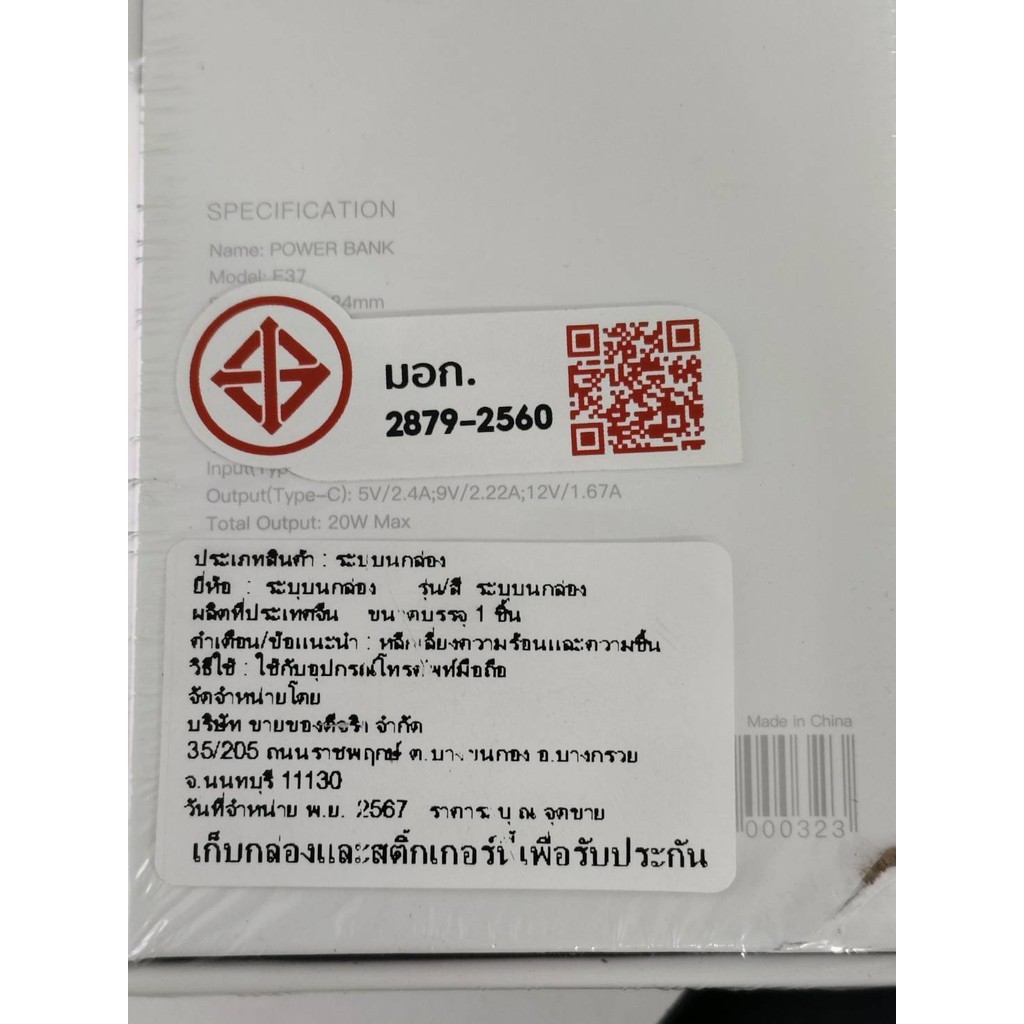 SPECIFICATION
Name: POWER BANK
Model: E37
84mm
มอก.
2879-2560
Output(Type-C): 5V/2.4A;9V/2.22A;12V/1.67A
Total Output: 20W Max
ประเภทสินค้า : ระบุบนกล่อง
ยี่ห้อ : ระบุบนกล่อง รุ่น/สี ระบุบนกล่อง
ผลิตที่ประเทศจีน ขนาดบรรจุ 1 ชิ้น
คำเตือน/ข้อแนะนำ : หลีกเลี่ยงความร้อนและความชื้น
วิธีใช้ : ใช้กับอุปกรณ์โทรศัพท์มือถือ
จัดจำหน่ายโดย
บริษัท ขายของดีจริง จำกัด
35/205 ถนนราชพฤกษ์ ต.บางขนุนกอง อ.บางกรวย
จ.นนทบุรี 11130
วันที่จำหน่าย พ.ย. 2567 ราคาระบุ ณ จุดขาย
เก็บกล่องและสติ้กเกอร์นี้เพื่อรับประกัน
Made in China
000323